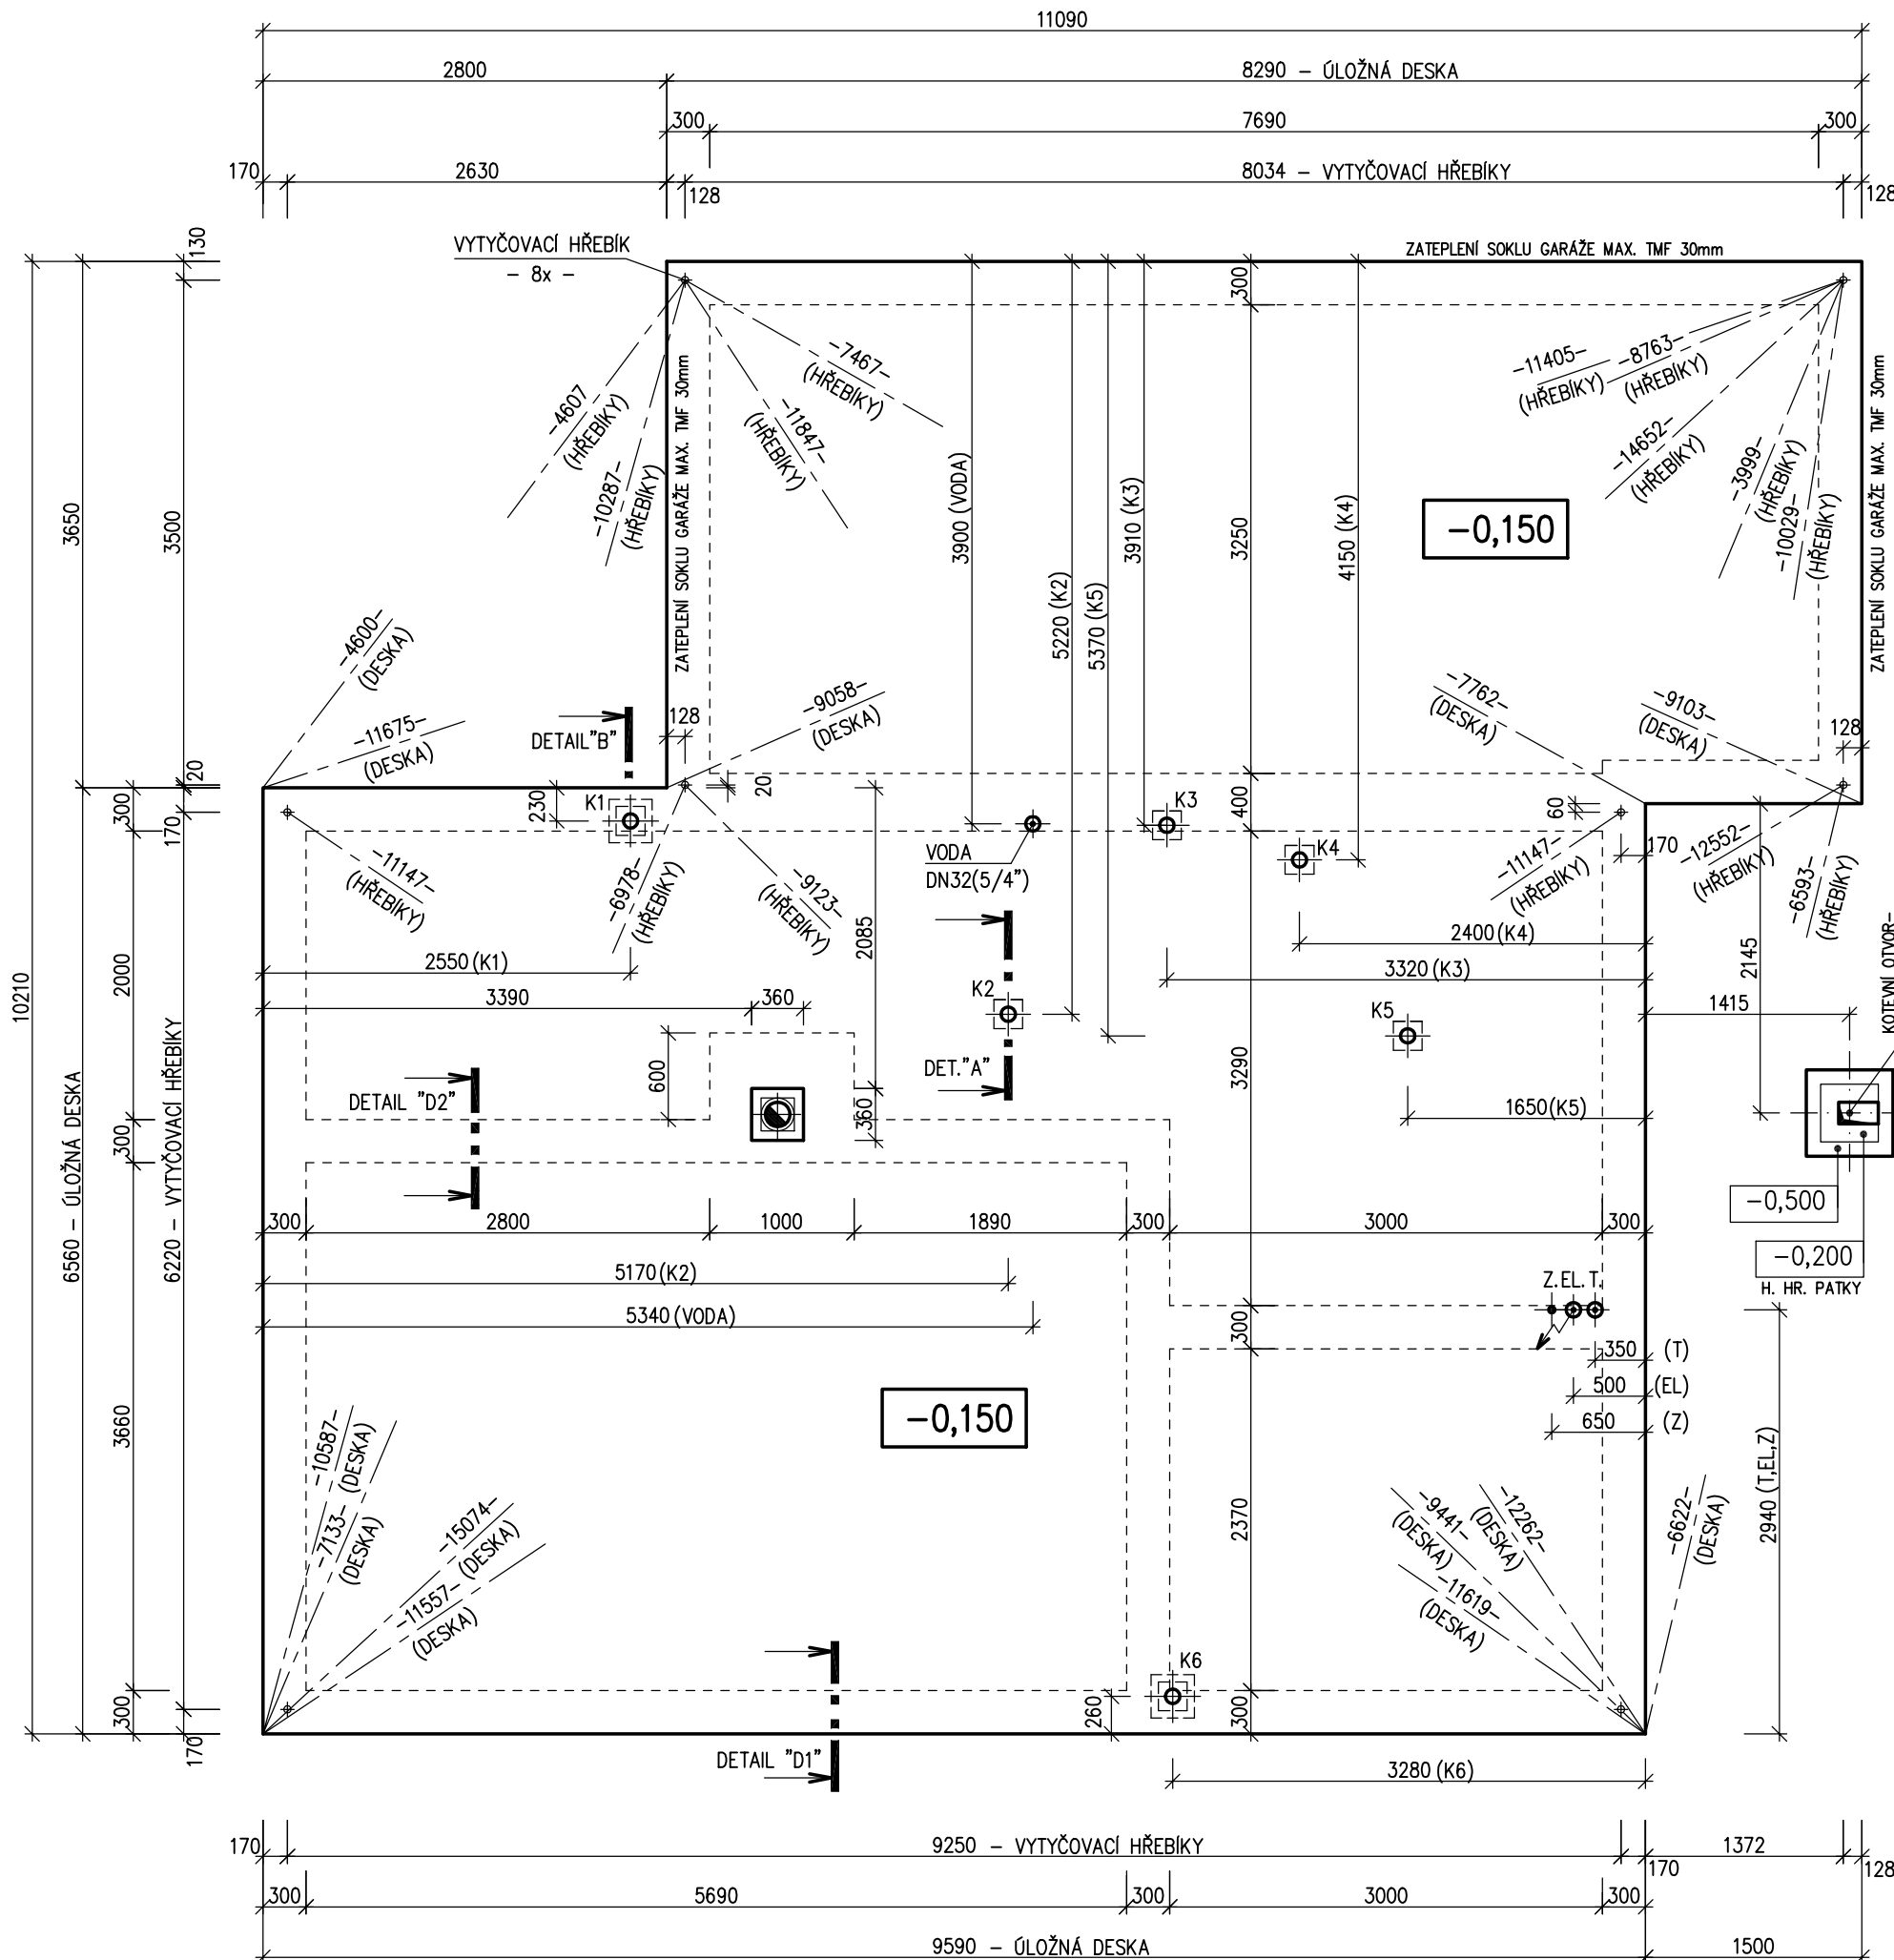 11090
2800
8290 – ÚLOŽNÁ DESKA
300
7690
300
170
2630
8034 – VYTYČOVACÍ HŘEBÍKY
128
128
130
VYTYČOVACÍ HŘEBÍK
– 8x –
ZATEPLENÍ SOKLU GARÁŽE MAX. TMF 30mm
300
-4607
(HŘEBÍKY)
-10287-
(HŘEBÍKY)
ZATEPLENÍ SOKLU GARÁŽE MAX. TMF 30mm
-7467-
(HŘEBÍKY)
-11847-
(HŘEBÍKY)
-11405-
(HŘEBÍKY)
-8763-
(HŘEBÍKY)
-14652-
(HŘEBÍKY)
-3999-
(HŘEBÍKY)
-10029-
(HŘEBÍKY)
ZATEPLENÍ SOKLU GARÁŽE MAX. TMF 30mm
3650
3500
3900 (VODA)
5220 (K2)
5370 (K5)
3910 (K3)
3250
4150 (K4)
-0,150
-4600-
(DESKA)
-11675-
(DESKA)
DETAIL"B"
128
-9058-
(DESKA)
-7762-
(DESKA)
-9103-
(DESKA)
128
20
300
170
230
K1
20
K3
400
K4
60
170
VODA
DN32(5/4")
-11147-
(HŘEBÍKY)
-6978-
(HŘEBÍKY)
-9123-
(HŘEBÍKY)
2085
-11147-
(HŘEBÍKY)
-12552-
(HŘEBÍKY)
-6593-
(HŘEBÍKY)
2145
KOTEVNÍ OTVOR-
10210
2000
2550 (K1)
2400 (K4)
3320 (K3)
3390
360
K2
K5
1415
6560 – ÚLOŽNÁ DESKA
6220 – VYTYČOVACÍ HŘEBÍKY
600
DET."A"
3290
DETAIL "D2"
360
1650(K5)
300
-0,500
300
2800
1000
1890
300
3000
300
-0,200
H. HR. PATKY
5170(K2)
Z.EL.T.
5340 (VODA)
300
350
(T)
500
(EL)
650
(Z)
3660
-0,150
2940 (T,EL,Z)
-10587-
(DESKA)
-7133-
(DESKA)
-15074-
(DESKA)
-11557-
(DESKA)
2370
-9441-
(DESKA)
-12262-
(DESKA)
-11619-
(DESKA)
-6622-
(DESKA)
K6
300
170
260
300
DETAIL "D1"
3280 (K6)
170
9250 – VYTYČOVACÍ HŘEBÍKY
170
1372
128
300
5690
300
3000
300
9590 – ÚLOŽNÁ DESKA
1500